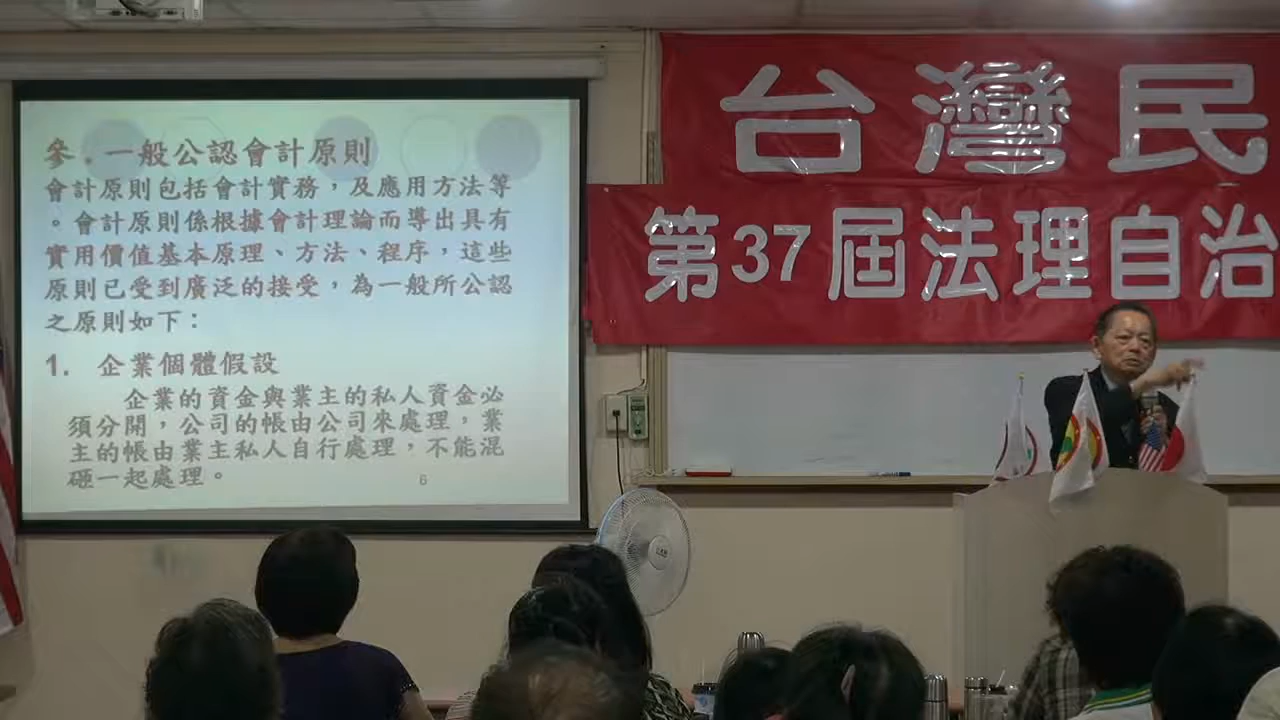 參．一般公認會計原則
會計原則包括會計實務，及應用方法等
。會計原則係根據會計理論而導出具有
實用價值基本原理、方法、程序，這些
原則已受到廣泛的接受，為一般所公認
之原則如下：
1. 企業個體假設
企業的資金與業主的私人資金必
須分開，公司的帳由公司來處理，業
主的帳由業主私人自行處理，不能混
砸一起處理。
6
台灣民
第37屆法理自治